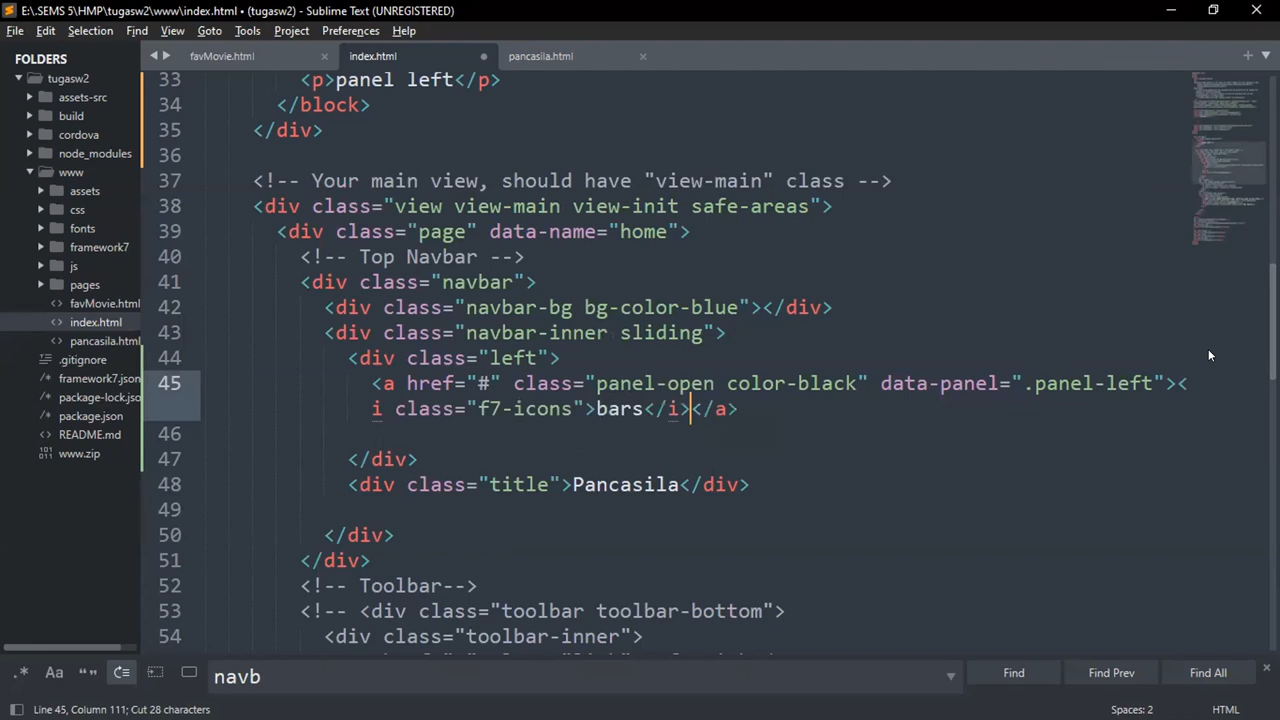 E:\.SEMS 5\HMP\tugasw2\www\index.html • (tugasw2) - Sublime Text (UNREGISTERED)
File Edit Selection Find View Goto Tools Project Preferences Help
FOLDERS
tugasw2
assets-src
build
cordova
node_modules
www
assets
css
fonts
framework7
js
pages
favMovie.html
index.html
pancasila.html
.gitignore
framework7.json
package-lock.jso
package.json
README.md
www.zip
favMovie.html index.html pancasila.html
33 <p>panel left</p>
34 </block>
35 </div>
36
37 <!-- Your main view, should have "view-main" class -->
38 <div class="view view-main view-init safe-areas">
39 <div class="page" data-name="home">
40 <!-- Top Navbar -->
41 <div class="navbar">
42 <div class="navbar-bg bg-color-blue"></div>
43 <div class="navbar-inner sliding">
44 <div class="left">
45 <a href="#" class="panel-open color-black" data-panel=".panel-left"><
i class="f7-icons">bars</i></a>
46
47 </div>
48 <div class="title">Pancasila</div>
49
50 </div>
51 </div>
52 <!-- Toolbar-->
53 <!-- <div class="toolbar toolbar-bottom">
54 <div class="toolbar-inner">
.* Aa “” navb Find Find Prev Find All
Line 45, Column 111; Cut 28 characters Spaces: 2 HTML